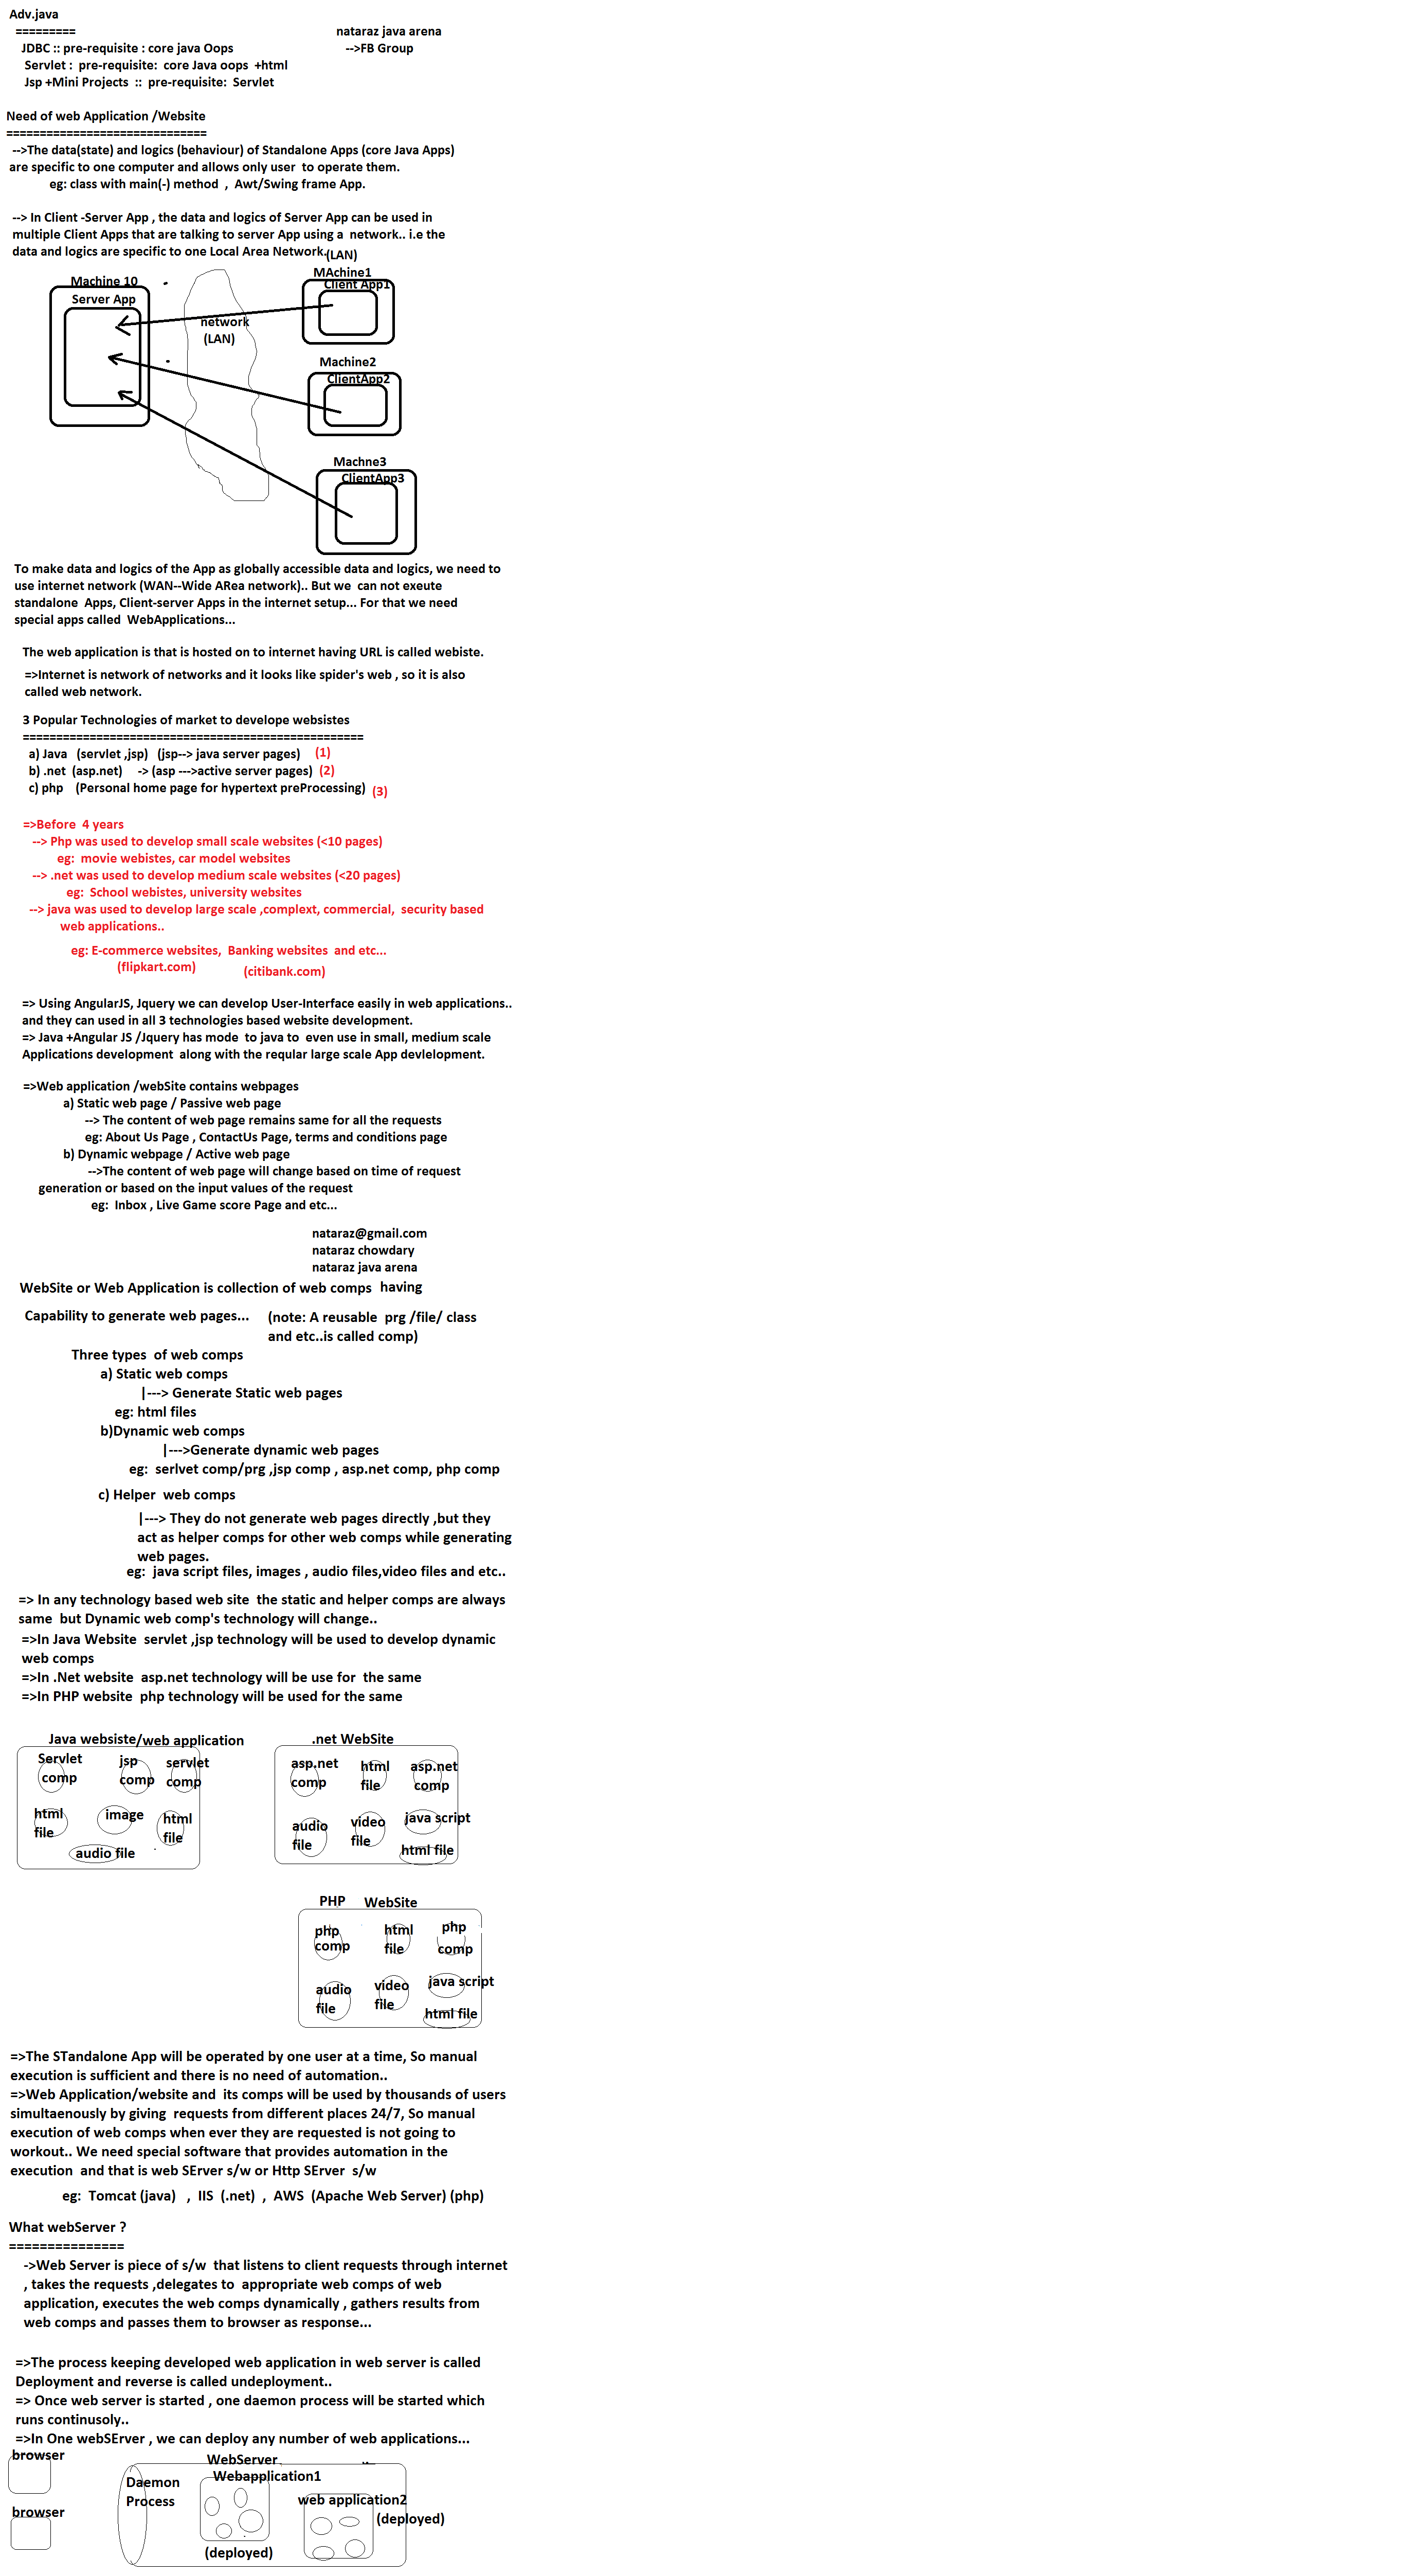 Adv.java
=========
nataraz java arena
JDBC :: pre-requisite : core java Oops
-->FB Group
Servlet : pre-requisite: core Java oops +html
Jsp +Mini Projects :: pre-requisite: Servlet
Need of web Application /Website
==============================
-->The data(state) and logics (behaviour) of Standalone Apps (core Java Apps)
are specific to one computer and allows only user to operate them.
eg: class with main(-) method , Awt/Swing frame App.
--> In Client -Server App , the data and logics of Server App can be used in
multiple Client Apps that are talking to server App using a network.. i.e the
data and logics are specific to one Local Area Network.(LAN)
MAchine1
Machine 10
Client App1
Server App
network
(LAN)
Machine2
ClientApp2
Machne3
ClientApp3
To make data and logics of the App as globally accessible data and logics, we need to
use internet network (WAN--Wide ARea network).. But we can not exeute
standalone Apps, Client-server Apps in the internet setup... For that we need
special apps called WebApplications...
The web application is that is hosted on to internet having URL is called webiste.
=>Internet is network of networks and it looks like spider's web , so it is also
called web network.
3 Popular Technologies of market to develope websistes
===================================================
a) Java (servlet ,jsp) (jsp--> java server pages) (1)
b) .net (asp.net) -> (asp --->active server pages) (2)
c) php (Personal home page for hypertext preProcessing) (3)
=>Before 4 years
--> Php was used to develop small scale websites (<10 pages)
eg: movie webistes, car model websites
--> .net was used to develop medium scale websites (<20 pages)
eg: School webistes, university websites
--> java was used to develop large scale ,complext, commercial, security based
web applications..
eg: E-commerce websites, Banking websites and etc...
(flipkart.com) (citibank.com)
=> Using AngularJS, Jquery we can develop User-Interface easily in web applications..
and they can used in all 3 technologies based website development.
=> Java +Angular JS /Jquery has mode to java to even use in small, medium scale
Applications development along with the reqular large scale App devlelopment.
=>Web application /webSite contains webpages
a) Static web page / Passive web page
--> The content of web page remains same for all the requests
eg: About Us Page , ContactUs Page, terms and conditions page
b) Dynamic webpage / Active web page
-->The content of web page will change based on time of request
generation or based on the input values of the request
eg: Inbox , Live Game score Page and etc...
nataraz@gmail.com
nataraz chowdary
nataraz java arena
WebSite or Web Application is collection of web comps having
Capability to generate web pages... (note: A reusable prg /file/ class
and etc..is called comp)
Three types of web comps
a) Static web comps
|---> Generate Static web pages
eg: html files
b)Dynamic web comps
|--->Generate dynamic web pages
eg: serlvet comp/prg ,jsp comp , asp.net comp, php comp
c) Helper web comps
|---> They do not generate web pages directly ,but they
act as helper comps for other web comps while generating
web pages.
eg: java script files, images , audio files,video files and etc..
=> In any technology based web site the static and helper comps are always
same but Dynamic web comp's technology will change..
=>In Java Website servlet ,jsp technology will be used to develop dynamic
web comps
=>In .Net website asp.net technology will be use for the same
=>In PHP website php technology will be used for the same
Java websiste/web application
Servlet comp
jsp comp
servlet comp
html file
image
html file
audio file
.net WebSite
asp.net comp
html file
asp.net comp
audio file
video file
java script
html file
PHP WebSite
php comp
html file
php comp
audio file
video file
java script
html file
=>The STandalone App will be operated by one user at a time, So manual
execution is sufficient and there is no need of automation..
=>Web Application/website and its comps will be used by thousands of users
simultaenously by giving requests from different places 24/7, So manual
execution of web comps when ever they are requested is not going to
workout.. We need special software that provides automation in the
execution and that is web SErver s/w or Http SErver s/w
eg: Tomcat (java) , IIS (.net) , AWS (Apache Web Server) (php)
What webServer ?
===============
->Web Server is piece of s/w that listens to client requests through internet
, takes the requests ,delegates to appropriate web comps of web
application, executes the web comps dynamically , gathers results from
web comps and passes them to browser as response...
=>The process keeping developed web application in web server is called
Deployment and reverse is called undeployment..
=> Once web server is started , one daemon process will be started which
runs continusoly..
=>In One webSErver , we can deploy any number of web applications...
browser
WebServer
Daemon
Process
Webapplication1
web application2
browser
(deployed)
(deployed)